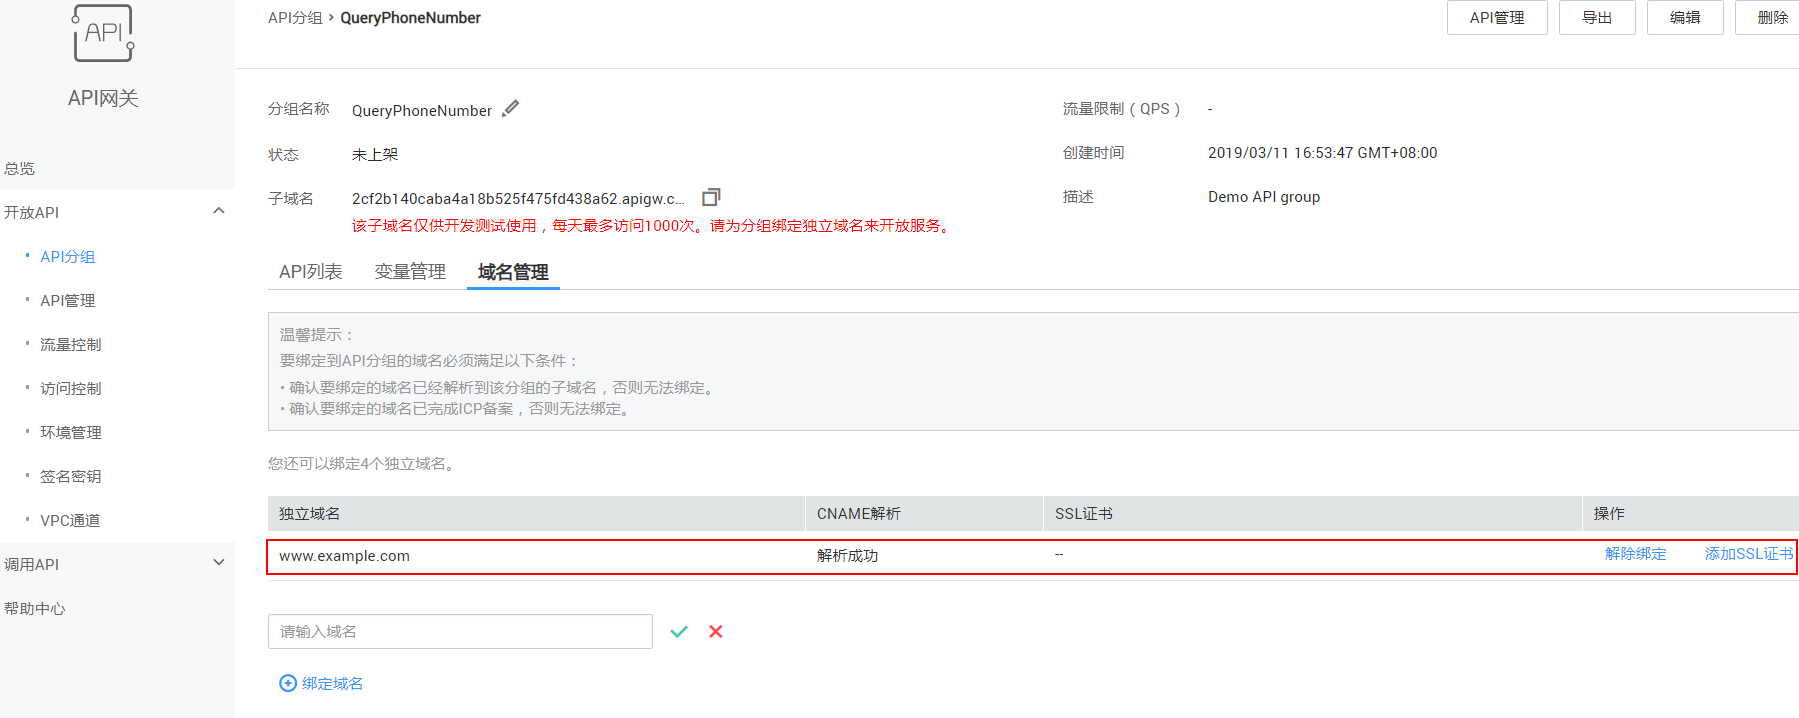 API
API网关
总览
开放API
API分组
API管理
流量控制
访问控制
环境管理
签名密钥
VPC通道
调用API
帮助中心
API分组 › QueryPhoneNumber
API管理 导出 编辑 删除
分组名称 QueryPhoneNumber
流量限制（QPS） -
状态 未上架
创建时间 2019/03/11 16:53:47 GMT+08:00
子域名 2cf2b140caba4a18b525f475fd438a62.apigw.c...
描述 Demo API group
该子域名仅供开发测试使用，每天最多访问1000次。请为分组绑定独立域名来开放服务。
API列表 变量管理 域名管理
温馨提示：
要绑定到API分组的域名必须满足以下条件：
• 确认要绑定的域名已经解析到该分组的子域名，否则无法绑定。
• 确认要绑定的域名已完成ICP备案，否则无法绑定。
您还可以绑定4个独立域名。
独立域名 CNAME解析 SSL证书 操作
www.example.com 解析成功 -- 解除绑定 添加SSL证书
请输入域名
绑定域名